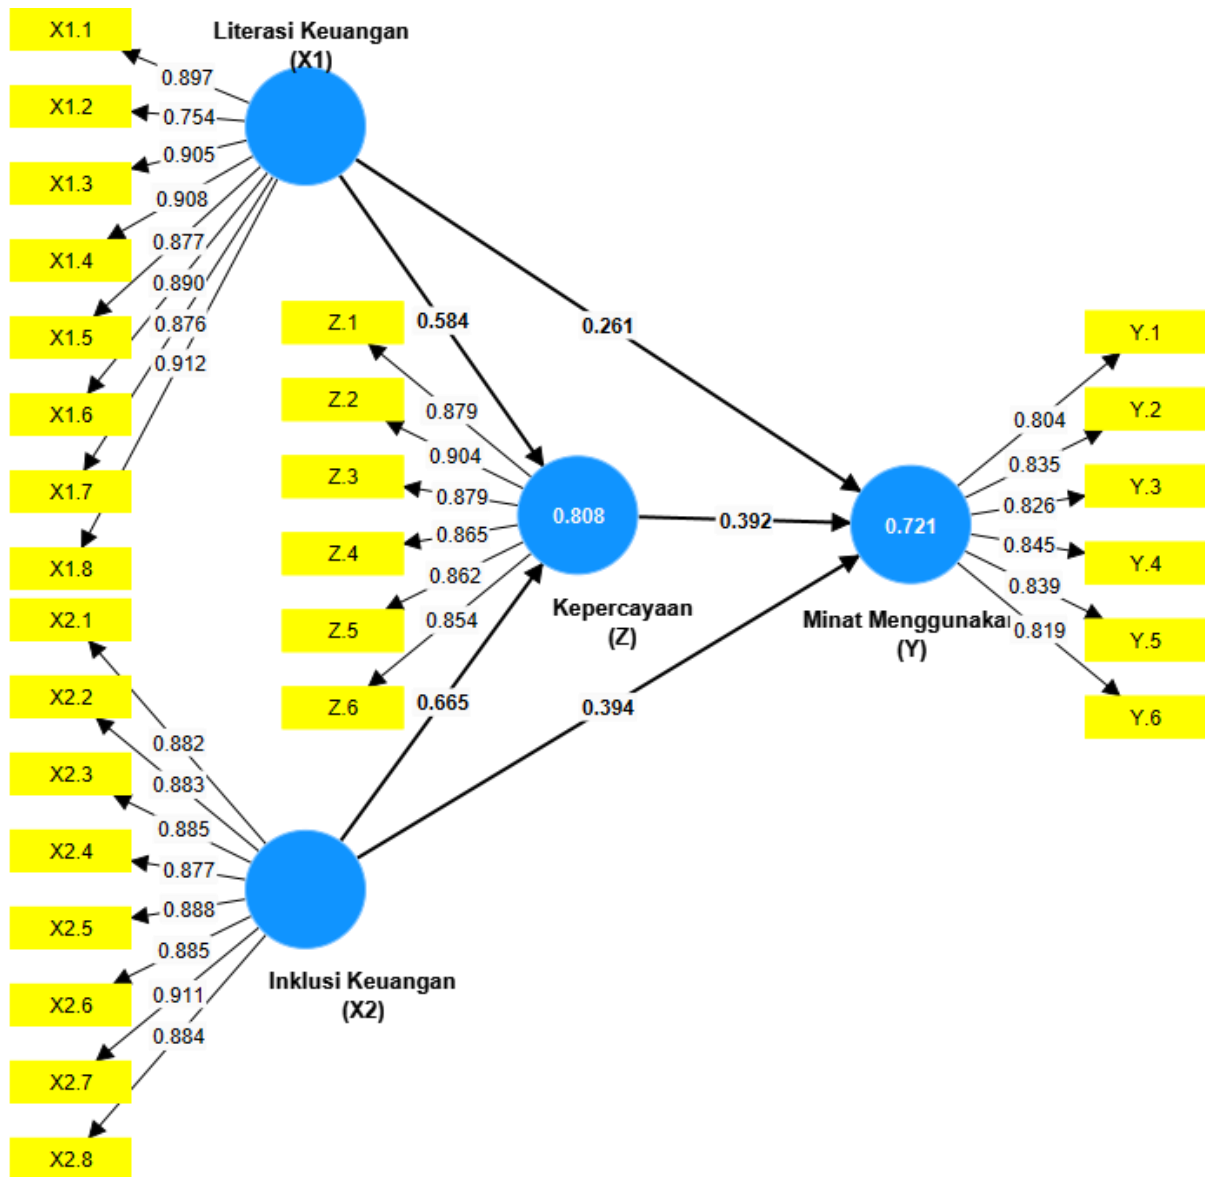 X1.1
X1.2
X1.3
X1.4
X1.5
X1.6
X1.7
X1.8
Literasi Keuangan
(X1)
0.897
0.754
0.905
0.908
0.877
0.890
0.876
0.912
0.584
0.261
Z.1
Z.2
Z.3
Z.4
Z.5
Z.6
0.879
0.904
0.879
0.865
0.862
0.854
0.808
Kepercayaan
(Z)
0.392
0.721
Minat Menggunakan
(Y)
0.804
0.835
0.826
0.845
0.839
0.819
Y.1
Y.2
Y.3
Y.4
Y.5
Y.6
0.665
0.394
X2.1
X2.2
X2.3
X2.4
X2.5
X2.6
X2.7
X2.8
0.882
0.883
0.885
0.877
0.888
0.885
0.911
0.884
Inklusi Keuangan
(X2)